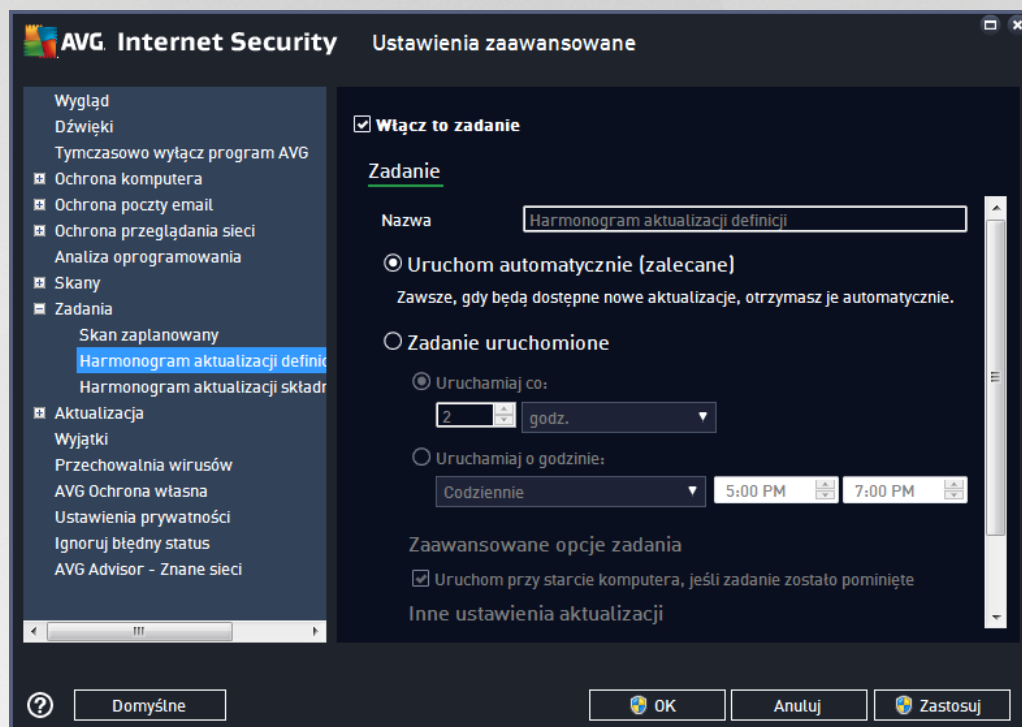 AVG Internet Security Ustawienia zaawansowane
Wygląd
Dźwięki
Tymczasowo wyłącz program AVG
Ochrona komputera
Ochrona poczty email
Ochrona przeglądania sieci
Analiza oprogramowania
Skany
Zadania
Skan zaplanowany
Harmonogram aktualizacji definic
Harmonogram aktualizacji składr
Aktualizacja
Wyjątki
Przechowalnia wirusów
AVG Ochrona własna
Ustawienia prywatności
Ignoruj błędny status
AVG Advisor - Znane sieci
Włącz to zadanie
Zadanie
Nazwa Harmonogram aktualizacji definicji
Uruchom automatycznie (zalecane)
Zawsze, gdy będą dostępne nowe aktualizacje, otrzymasz je automatycznie.
Zadanie uruchomione
Uruchamiaj co:
2 godz.
Uruchamiaj o godzinie:
Codziennie 5:00 PM 7:00 PM
Zaawansowane opcje zadania
Uruchom przy starcie komputera, jeśli zadanie zostało pominięte
Inne ustawienia aktualizacji
? Domyślne OK Anuluj Zastosuj